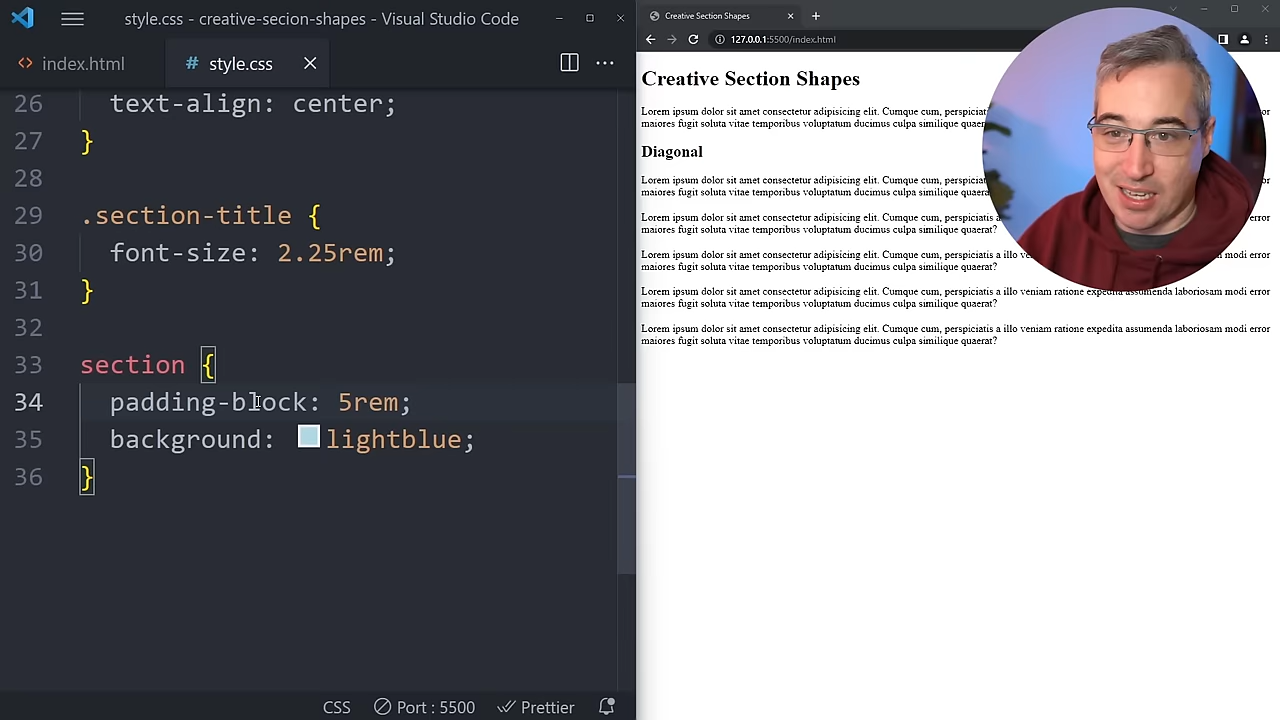 style.css - creative-secion-shapes - Visual Studio Code
index.html
# style.css
26 text-align: center;
27 }
28
29 .section-title {
30 font-size: 2.25rem;
31 }
32
33 section {
34 padding-block: 5rem;
35 background: lightblue;
36 }
CSS Port : 5500 Prettier
Creative Section Shapes
127.0.0.1:5500/index.html
Creative Section Shapes
Lorem ipsum dolor sit amet consectetur adipisicing elit. Cumque cum, perspiciatis
maiores fugit soluta vitae temporibus voluptatum ducimus culpa similique quaerat
Diagonal
Lorem ipsum dolor sit amet consectetur adipisicing elit. Cumque cum, perspiciatis
maiores fugit soluta vitae temporibus voluptatum ducimus culpa similique quaerat
Lorem ipsum dolor sit amet consectetur adipisicing elit. Cumque cum, perspiciatis a
maiores fugit soluta vitae temporibus voluptatum ducimus culpa similique quaerat?
Lorem ipsum dolor sit amet consectetur adipisicing elit. Cumque cum, perspiciatis a illo modi error
maiores fugit soluta vitae temporibus voluptatum ducimus culpa similique quaerat?
Lorem ipsum dolor sit amet consectetur adipisicing elit. Cumque cum, perspiciatis a illo veniam ratione expedita assumenda laboriosam modi error
maiores fugit soluta vitae temporibus voluptatum ducimus culpa similique quaerat?
Lorem ipsum dolor sit amet consectetur adipisicing elit. Cumque cum, perspiciatis a illo veniam ratione expedita assumenda laboriosam modi error
maiores fugit soluta vitae temporibus voluptatum ducimus culpa similique quaerat?